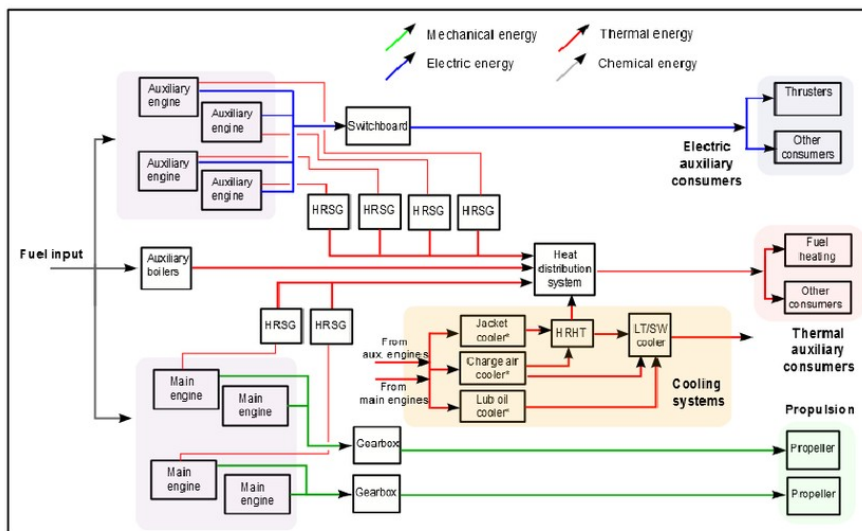 Mechanical energy
Thermal energy
Electric energy
Chemical energy
Auxiliary
engine
Auxiliary
engine
Auxiliary
engine
Auxiliary
engine
Switchboard
Thrusters
Other
consumers
Electric
auxiliary
consumers
HRSG
HRSG
HRSG
HRSG
Fuel input
Auxiliary
boilers
Heat
distribution
system
Fuel
heating
Other
consumers
Thermal
auxiliary
consumers
HRSG
HRSG
From
aux. engines
From
main engines
Jacket
cooler*
Charge air
cooler*
Lub oil
cooler*
HRHT
LT/SW
cooler
Cooling
systems
Main
engine
Main
engine
Main
engine
Main
engine
Gearbox
Gearbox
Propulsion
Propeller
Propeller